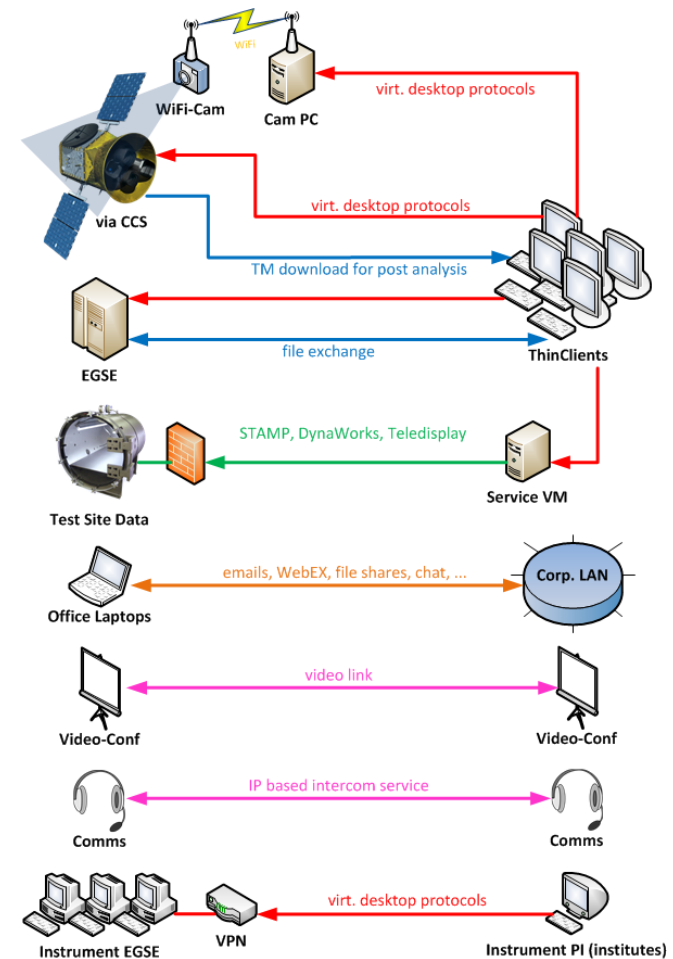 WiFi
WiFi-Cam
Cam PC
virt. desktop protocols
via CCS
virt. desktop protocols
TM download for post analysis
EGSE
file exchange
ThinClients
STAMP, DynaWorks, Teledisplay
Test Site Data
Service VM
emails, WebEX, file shares, chat, ...
Corp. LAN
Office Laptops
video link
Video-Conf
Video-Conf
IP based intercom service
Comms
Comms
virt. desktop protocols
Instrument EGSE
VPN
Instrument PI (institutes)